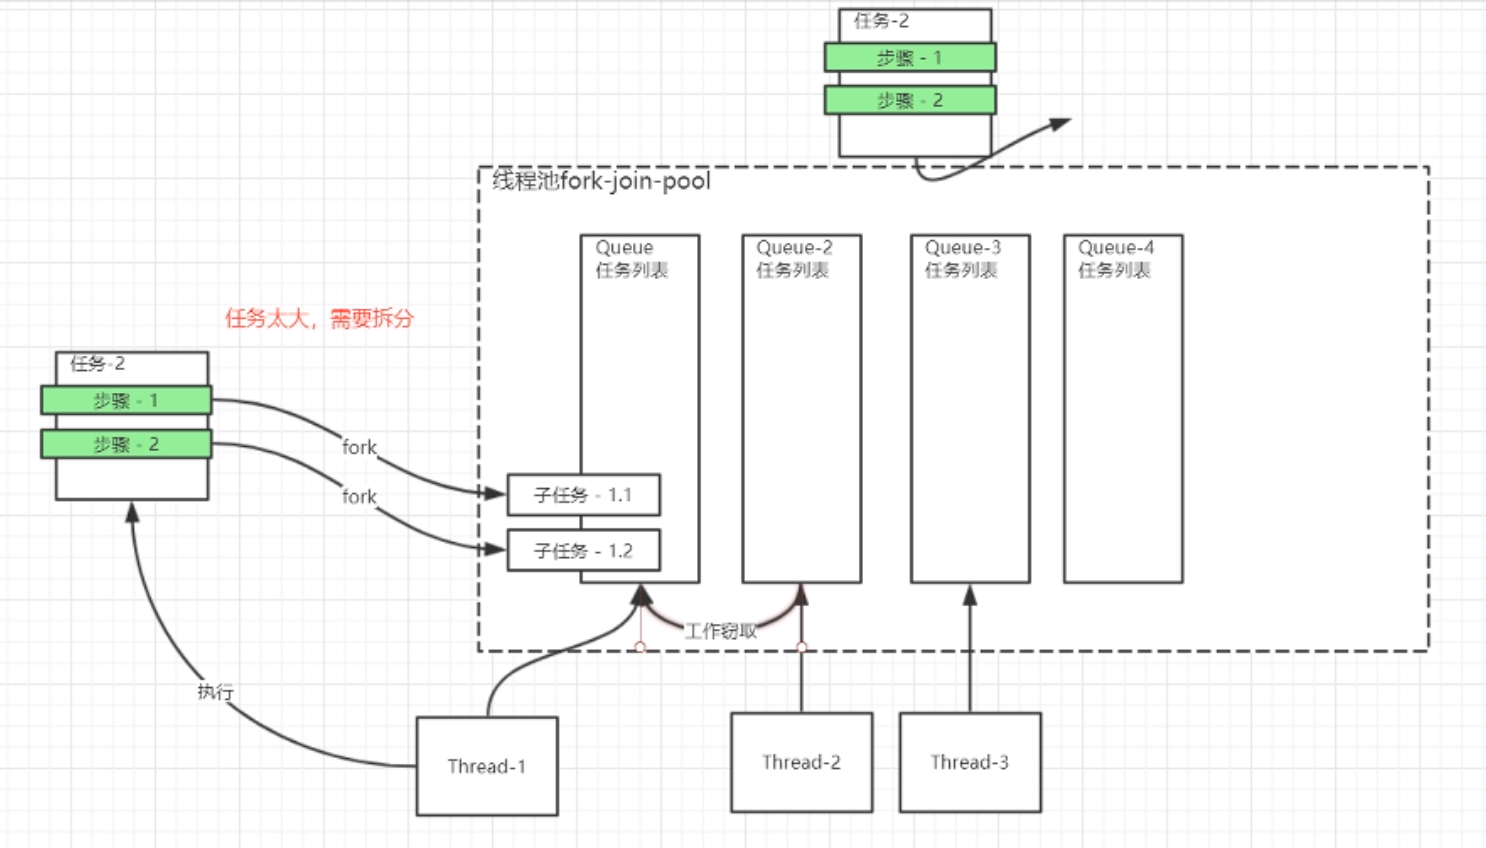 任务-2
步骤 - 1
步骤 - 2
线程池fork-join-pool
Queue
任务列表
Queue-2
任务列表
Queue-3
任务列表
Queue-4
任务列表
任务太大，需要拆分
任务-2
步骤 - 1
步骤 - 2
fork
fork
子任务 - 1.1
子任务 - 1.2
工作窃取
执行
Thread-1
Thread-2
Thread-3